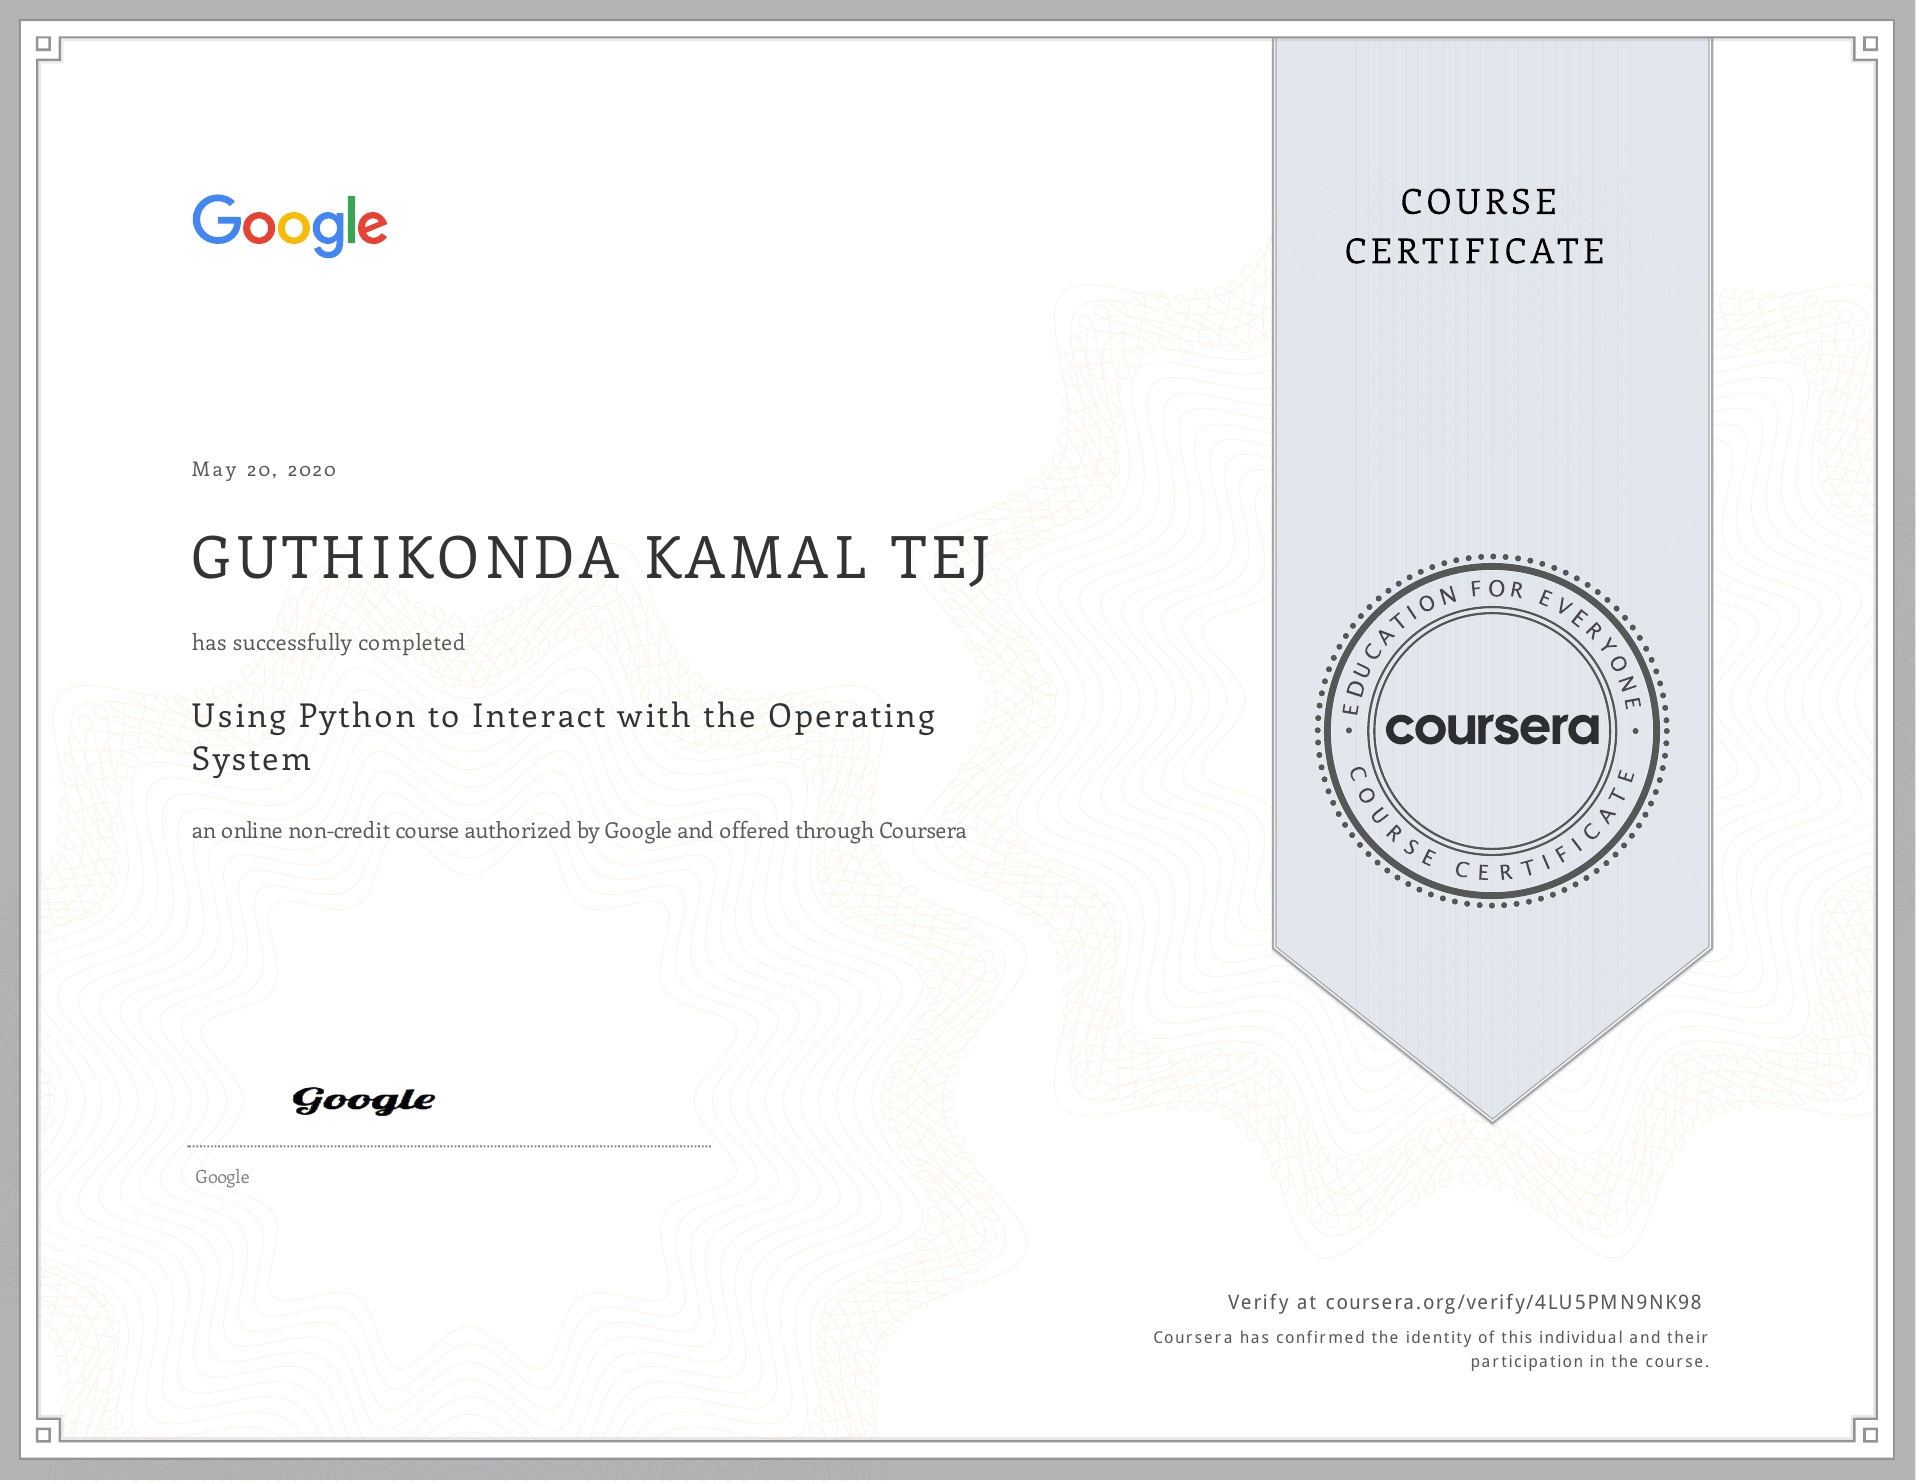 Google
COURSE
CERTIFICATE
May 20, 2020
GUTHIKONDA KAMAL TEJ
has successfully completed
Using Python to Interact with the Operating
System
an online non-credit course authorized by Google and offered through Coursera
EDUCATION FOR EVERYONE
coursera
COURSE CERTIFICATE
Google
Google
Verify at coursera.org/verify/4LU5PMN9NK98
Coursera has confirmed the identity of this individual and their
participation in the course.